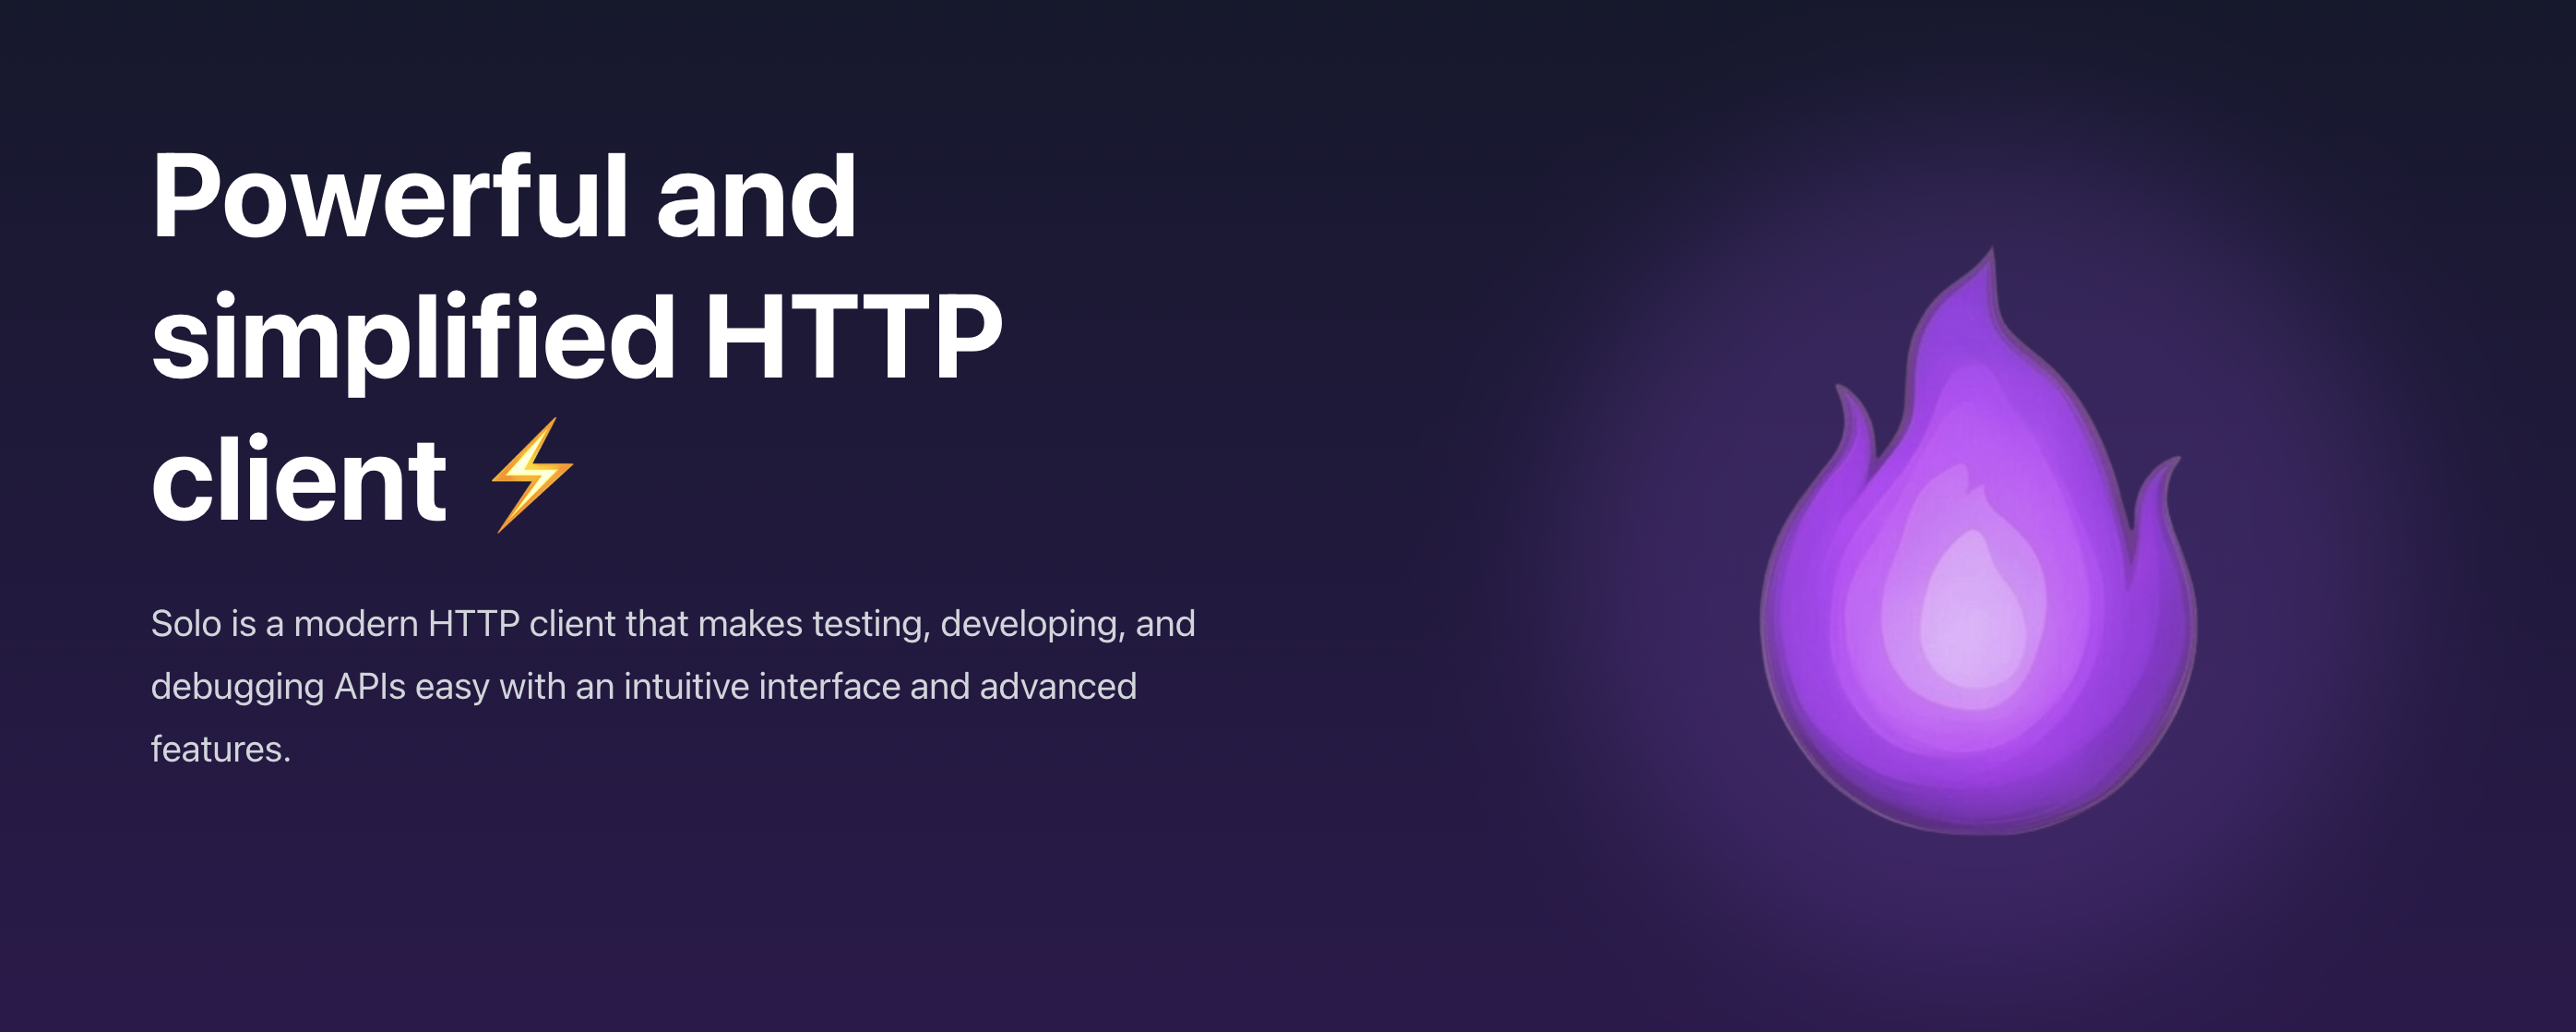 Powerful and
simplified HTTP
client ⚡
Solo is a modern HTTP client that makes testing, developing, and
debugging APIs easy with an intuitive interface and advanced
features.